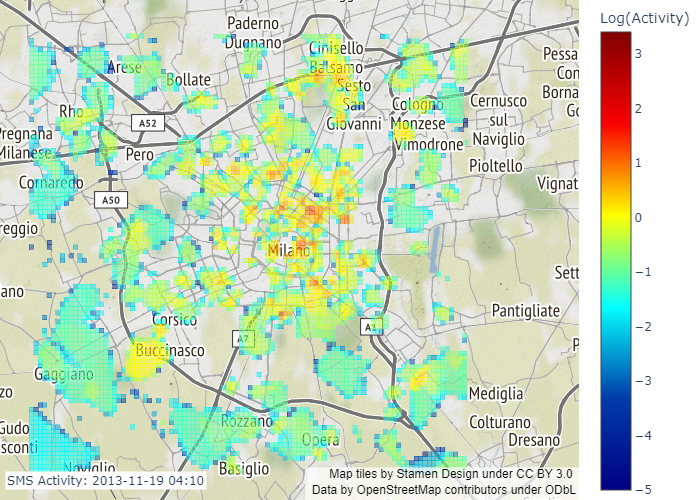 Paderno
Dugnano
Cinisello
Balsamo
Arese
Bollate
Sesto
San
Giovanni
Rho
A52
Cologno
Monzese
Cernusco
sul
Naviglio
Pessa
Con
Borna
Go
Pregnana
Milanese
Pero
Vimodrone
Pioltello
Cornaredo
A50
Vignat
reggio
Milano
Sett
ano
Corsico
A7
A1
Pantigliate
Buccinasco
P
Gaggiano
zo
Mediglia
Rozzano
Colturano
Gudo
sconti
Opera
Dresano
Noviglio
Basiglio
SMS Activity: 2013-11-19 04:10
Map tiles by Stamen Design under CC BY 3.0
Data by OpenStreetMap contributors under ODbL
Log(Activity)
3
2
1
0
−1
−2
−3
−4
−5